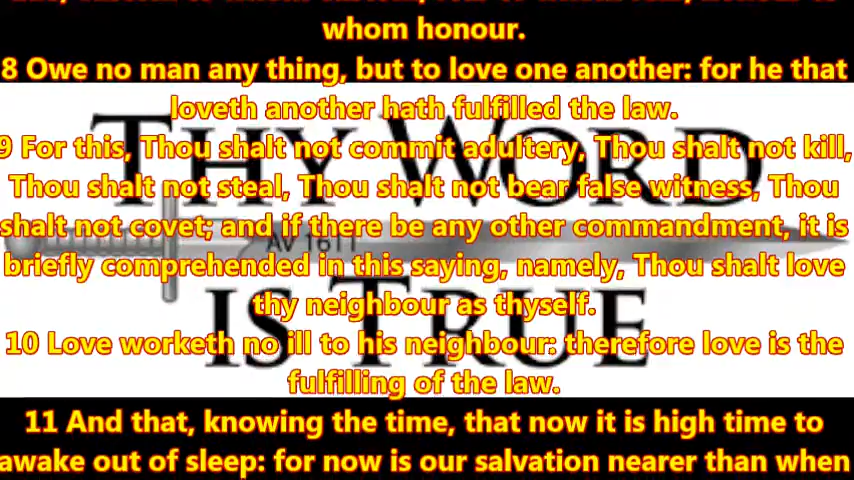 whom honour.
8 Owe no man any thing, but to love one another: for he that
loveth another hath fulfilled the law.
9 For this, Thou shalt not commit adultery, Thou shalt not kill,
Thou shalt not steal, Thou shalt not bear false witness, Thou
shalt not covet; and if there be any other commandment, it is
briefly comprehended in this saying, namely, Thou shalt love
thy neighbour as thyself.
10 Love worketh no ill to his neighbour: therefore love is the
fulfilling of the law.
11 And that, knowing the time, that now it is high time to
awake out of sleep: for now is our salvation nearer than when
THY WORD
AV 1611
IS TRUE